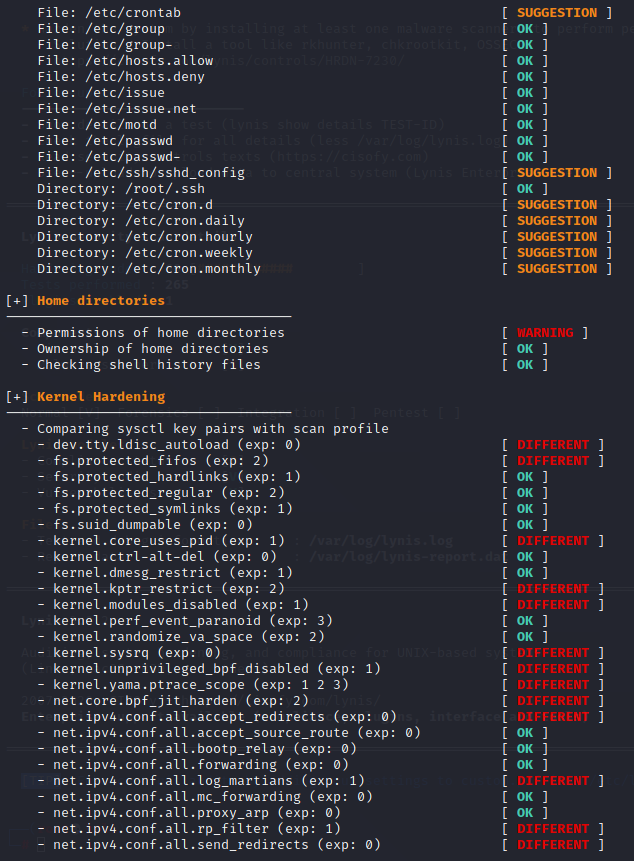 File: /etc/crontab [ SUGGESTION ]
File: /etc/group [ OK ]
File: /etc/group- [ OK ]
File: /etc/hosts.allow [ OK ]
File: /etc/hosts.deny [ OK ]
File: /etc/issue [ OK ]
File: /etc/issue.net [ OK ]
File: /etc/motd [ OK ]
File: /etc/passwd [ OK ]
File: /etc/passwd- [ OK ]
File: /etc/ssh/sshd_config [ SUGGESTION ]
Directory: /root/.ssh [ OK ]
Directory: /etc/cron.d [ SUGGESTION ]
Directory: /etc/cron.daily [ SUGGESTION ]
Directory: /etc/cron.hourly [ SUGGESTION ]
Directory: /etc/cron.weekly [ SUGGESTION ]
Directory: /etc/cron.monthly [ SUGGESTION ]
[+] Home directories
------------------------------------
- Permissions of home directories [ WARNING ]
- Ownership of home directories [ OK ]
- Checking shell history files [ OK ]
[+] Kernel Hardening
------------------------------------
- Comparing sysctl key pairs with scan profile
- dev.tty.ldisc_autoload (exp: 0) [ DIFFERENT ]
- fs.protected_fifos (exp: 2) [ DIFFERENT ]
- fs.protected_hardlinks (exp: 1) [ OK ]
- fs.protected_regular (exp: 2) [ OK ]
- fs.protected_symlinks (exp: 1) [ OK ]
- fs.suid_dumpable (exp: 0) [ OK ]
- kernel.core_uses_pid (exp: 1) [ DIFFERENT ]
- kernel.ctrl-alt-del (exp: 0) [ OK ]
- kernel.dmesg_restrict (exp: 1) [ OK ]
- kernel.kptr_restrict (exp: 2) [ DIFFERENT ]
- kernel.modules_disabled (exp: 1) [ DIFFERENT ]
- kernel.perf_event_paranoid (exp: 3) [ OK ]
- kernel.randomize_va_space (exp: 2) [ OK ]
- kernel.sysrq (exp: 0) [ DIFFERENT ]
- kernel.unprivileged_bpf_disabled (exp: 1) [ DIFFERENT ]
- kernel.yama.ptrace_scope (exp: 1 2 3) [ DIFFERENT ]
- net.core.bpf_jit_harden (exp: 2) [ DIFFERENT ]
- net.ipv4.conf.all.accept_redirects (exp: 0) [ DIFFERENT ]
- net.ipv4.conf.all.accept_source_route (exp: 0) [ OK ]
- net.ipv4.conf.all.bootp_relay (exp: 0) [ OK ]
- net.ipv4.conf.all.forwarding (exp: 0) [ OK ]
- net.ipv4.conf.all.log_martians (exp: 1) [ DIFFERENT ]
- net.ipv4.conf.all.mc_forwarding (exp: 0) [ OK ]
- net.ipv4.conf.all.proxy_arp (exp: 0) [ OK ]
- net.ipv4.conf.all.rp_filter (exp: 1) [ DIFFERENT ]
- net.ipv4.conf.all.send_redirects (exp: 0) [ DIFFERENT ]